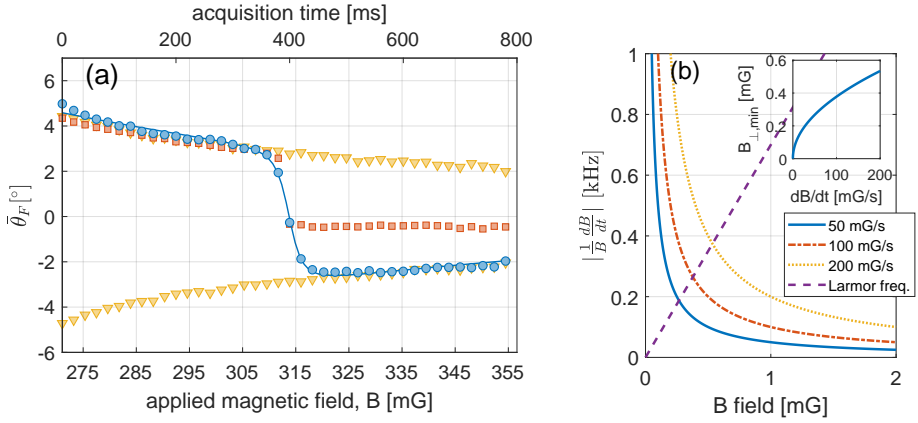 acquisition time [ms]
0 200 400 600 800
(a)
6
4
2
0
-2
-4
-6
θ̄_F [°]
275 285 295 305 315 325 335 345 355
applied magnetic field, B [mG]
(b)
1
0.8
0.6
0.4
0.2
0
|1/B dB/dt| [kHz]
0 1 2
B field [mG]
0.6
0.4
0.2
0
B⊥,min [mG]
0 100 200
dB/dt [mG/s]
50 mG/s
100 mG/s
200 mG/s
Larmor freq.